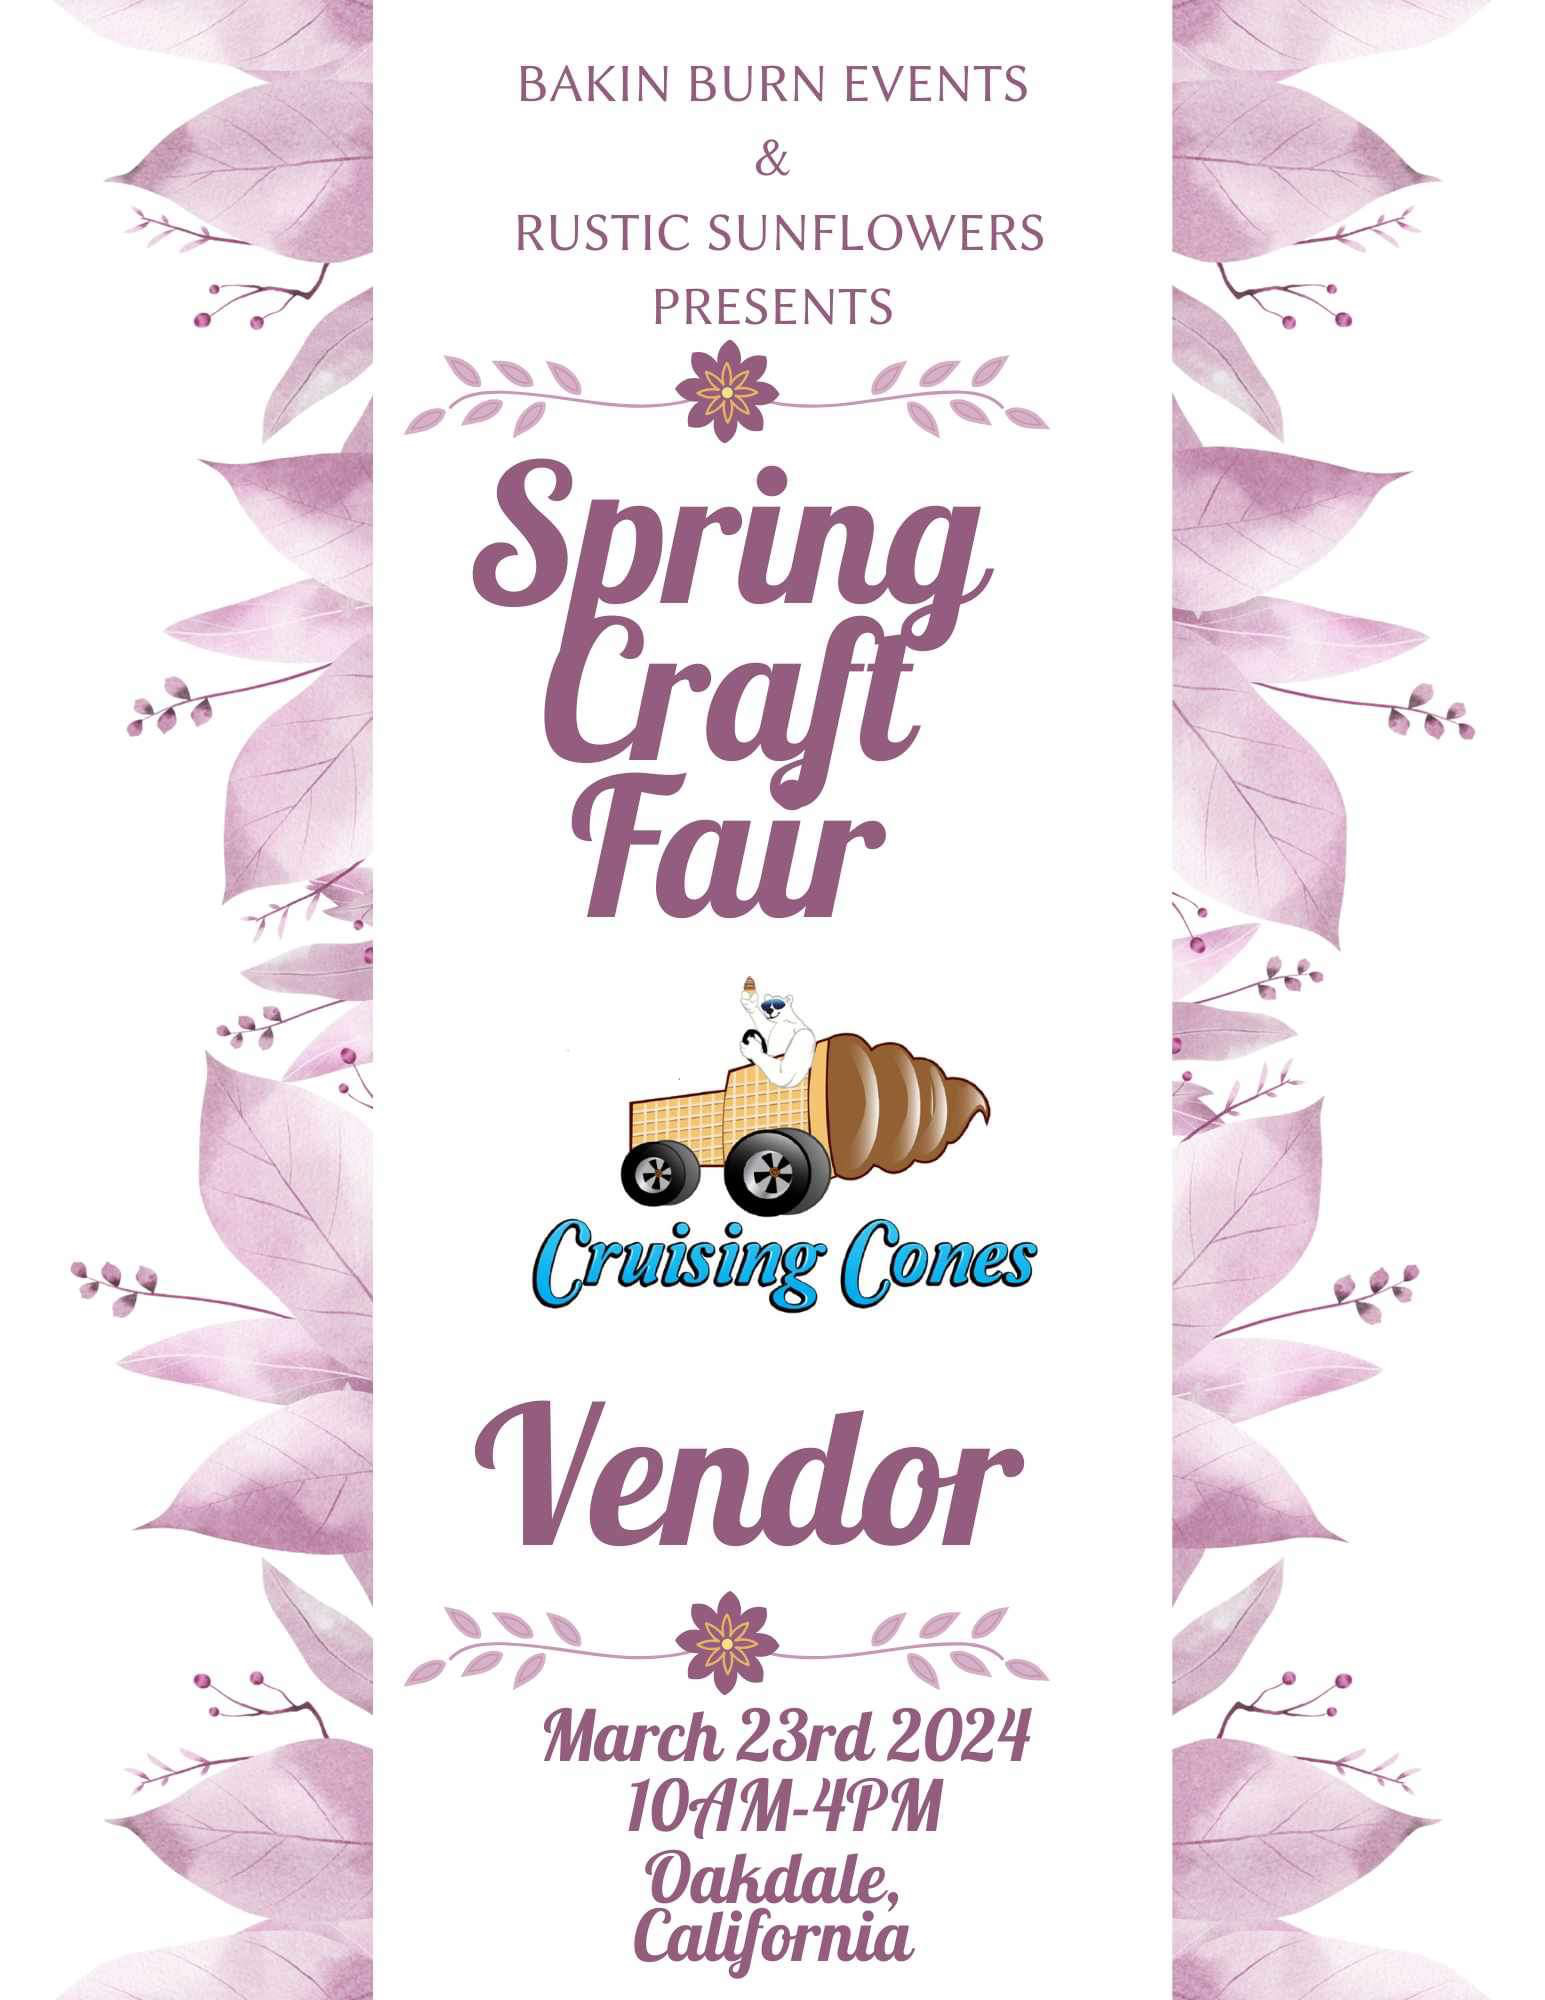 BAKIN BURN EVENTS
&
RUSTIC SUNFLOWERS
PRESENTS
Spring
Craft
Fair
Cruising Cones
Vendor
March 23rd 2024
10AM-4PM
Oakdale,
California